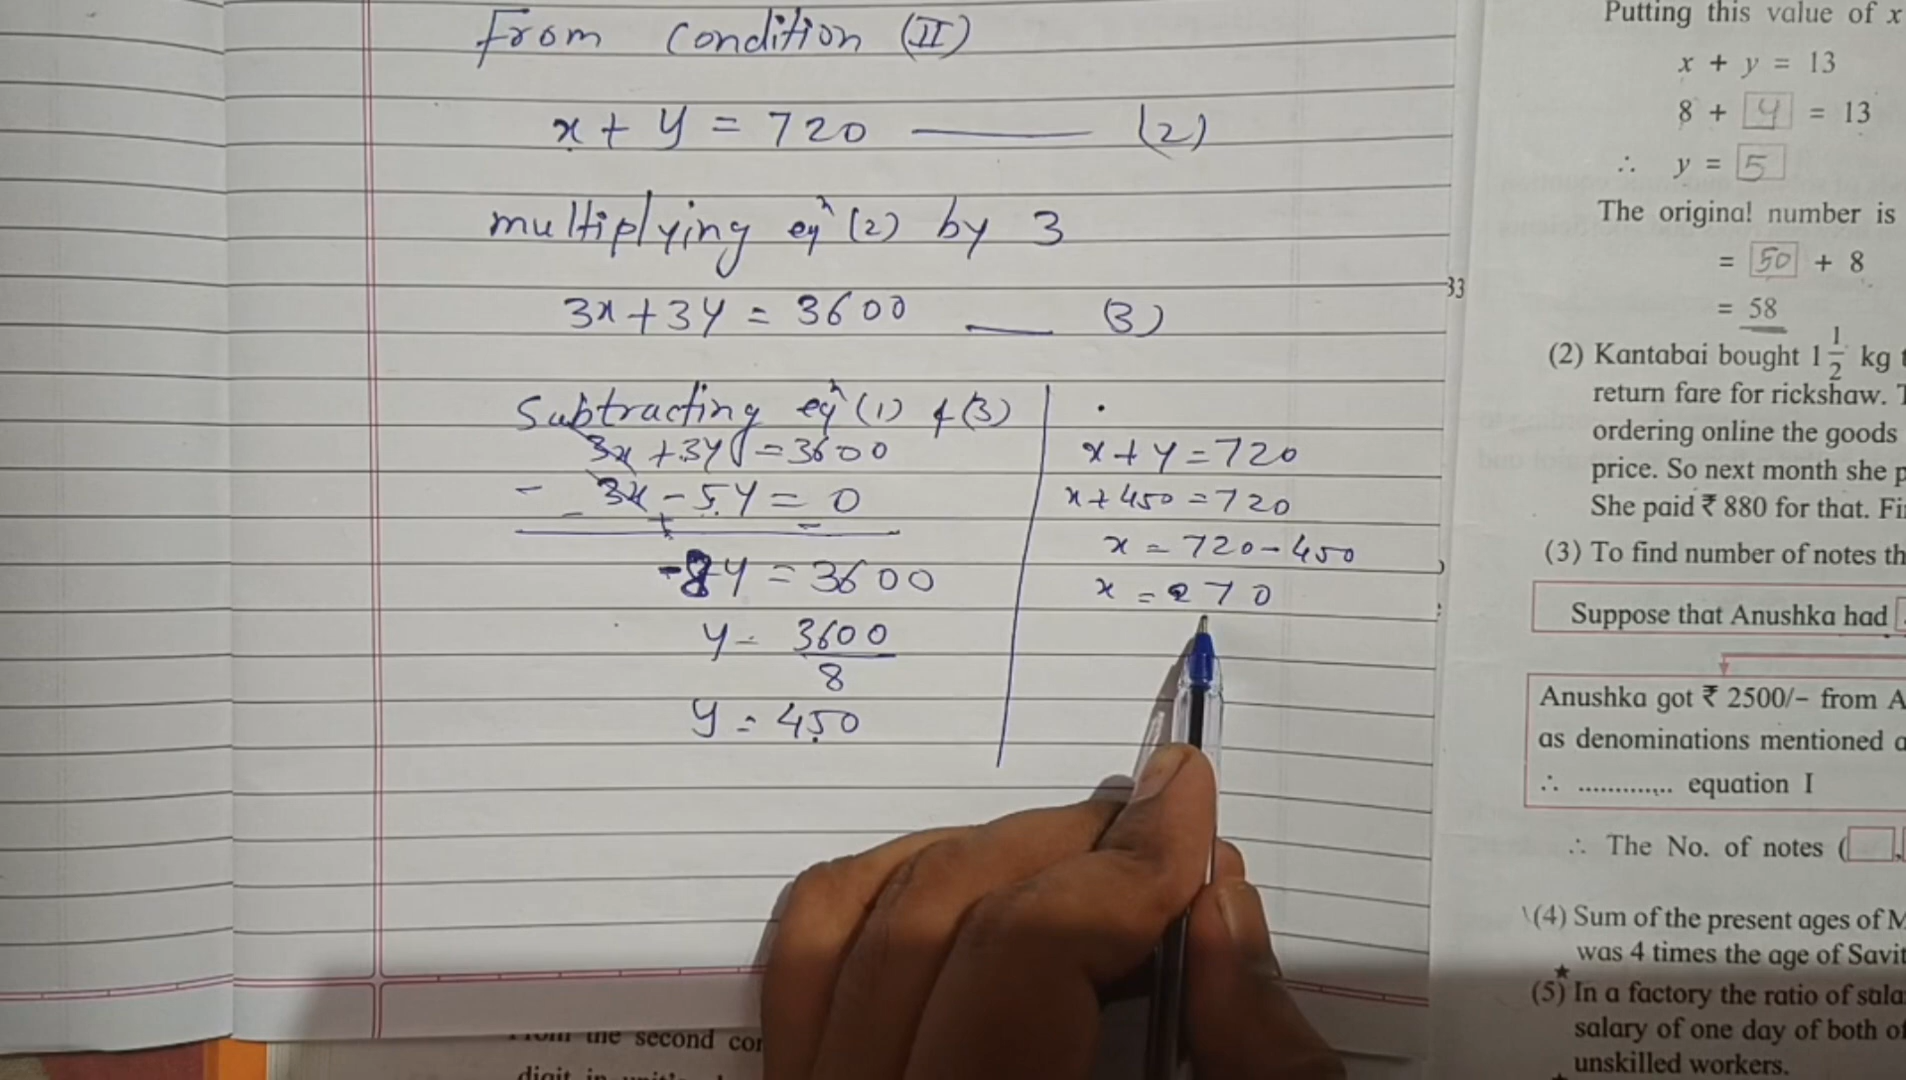 From condition (II)
x + y = 720 —— (2)
multiplying eqⁿ (2) by 3
3x + 3y = 3600 —— (3)
Subtracting eqⁿ (1) & (3)
3x + 3y = 3600
- 3x - 5y = 0
- + -
-8y = 3600
y = 3600/8
y = 450
x + y = 720
x + 450 = 720
x = 720 - 450
x = 270
33
Putting this value of x
x + y = 13
8 + y = 13
∴ y = 5
The original number is
= 50 + 8
= 58
(2) Kantabai bought 1 1/2 kg
return fare for rickshaw.
ordering online the goods
price. So next month she
She paid ₹ 880 for that.
(3) To find number of notes
Suppose that Anushka had
Anushka got ₹ 2500/- from A
as denominations mentioned
∴ .............. equation I
∴ The No. of notes ( ,
(4) Sum of the present ages of M
was 4 times the age of
(5) In a factory the ratio of
salary of one day of both
unskilled workers.
the second
digit in